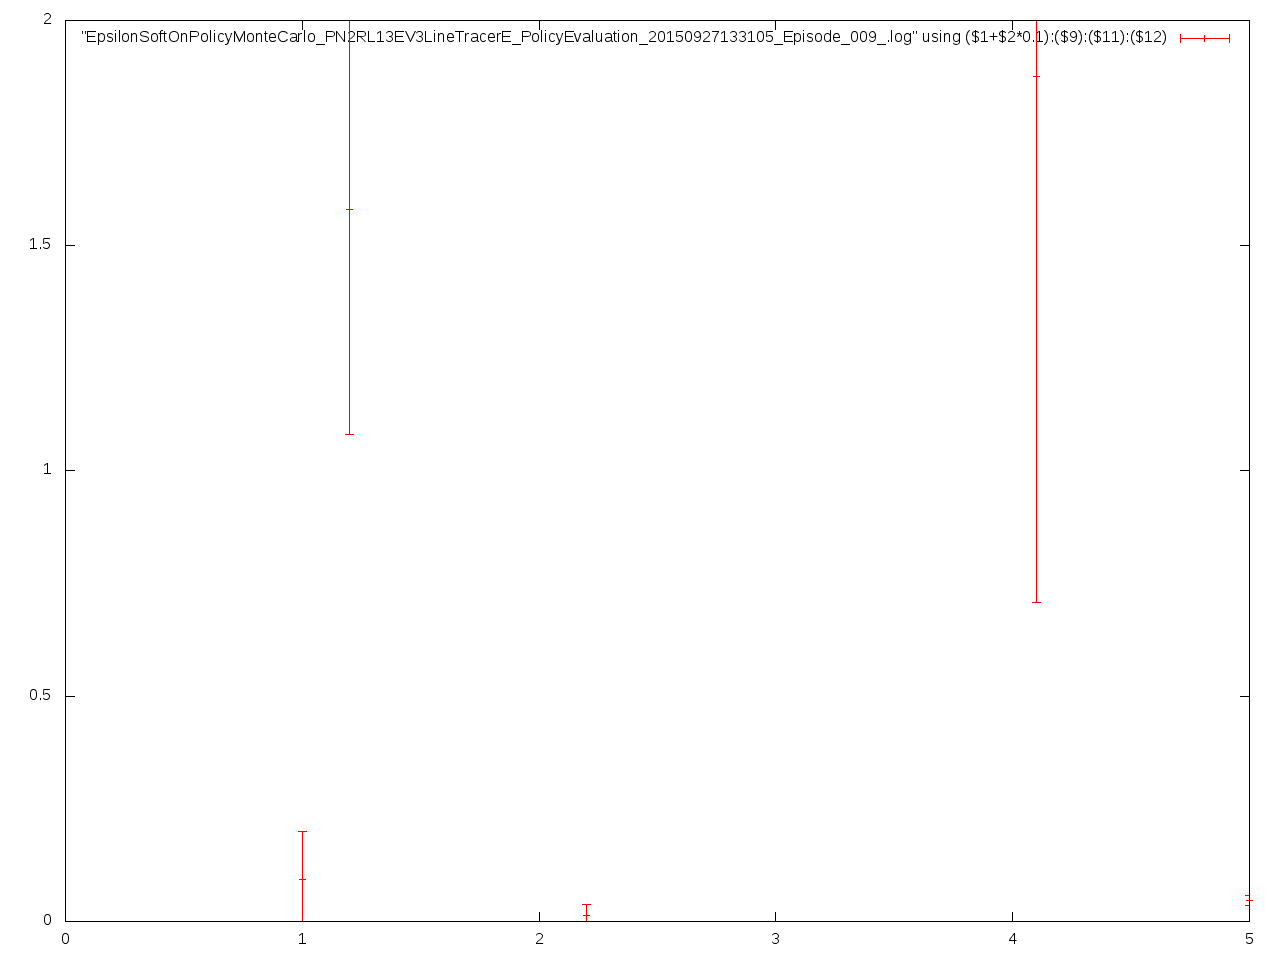 2
"EpsilonSoftOnPolicyMonteCarlo_PN2RL13EV3LineTracerE_PolicyEvaluation_20150927133105_Episode_009_.log" using ($1+$2*0.1):($9):($11):($12)
1.5
1
0.5
0
0 1 2 3 4 5